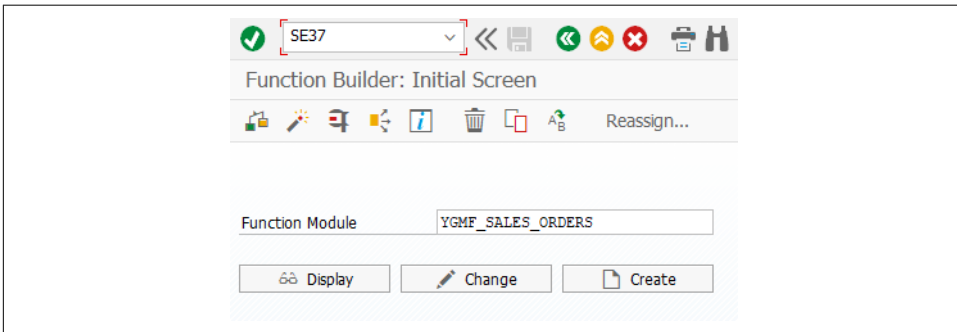 SE37
Function Builder: Initial Screen
Reassign...
Function Module YGMF_SALES_ORDERS
Display Change Create